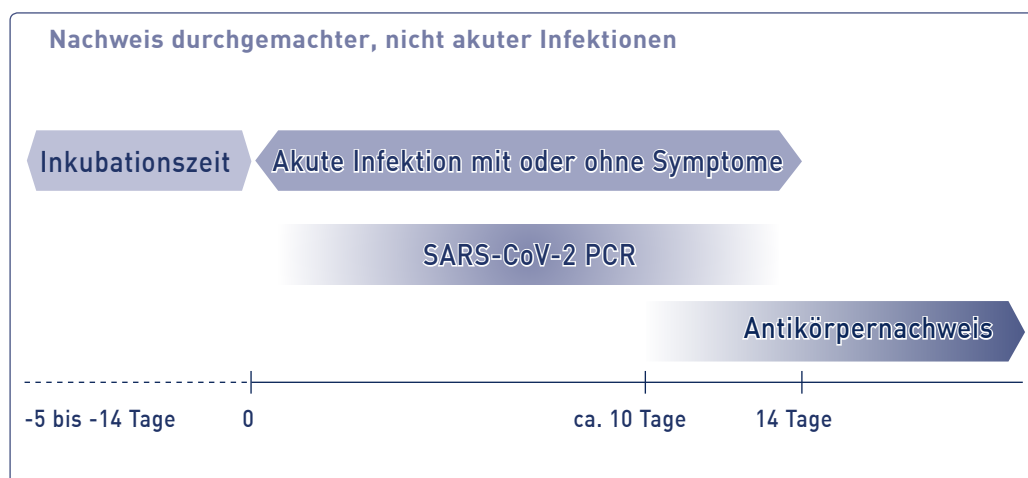 Nachweis durchgemachter, nicht akuter Infektionen
Inkubationszeit
Akute Infektion mit oder ohne Symptome
SARS-CoV-2 PCR
Antikörpernachweis
-5 bis -14 Tage
0
ca. 10 Tage
14 Tage